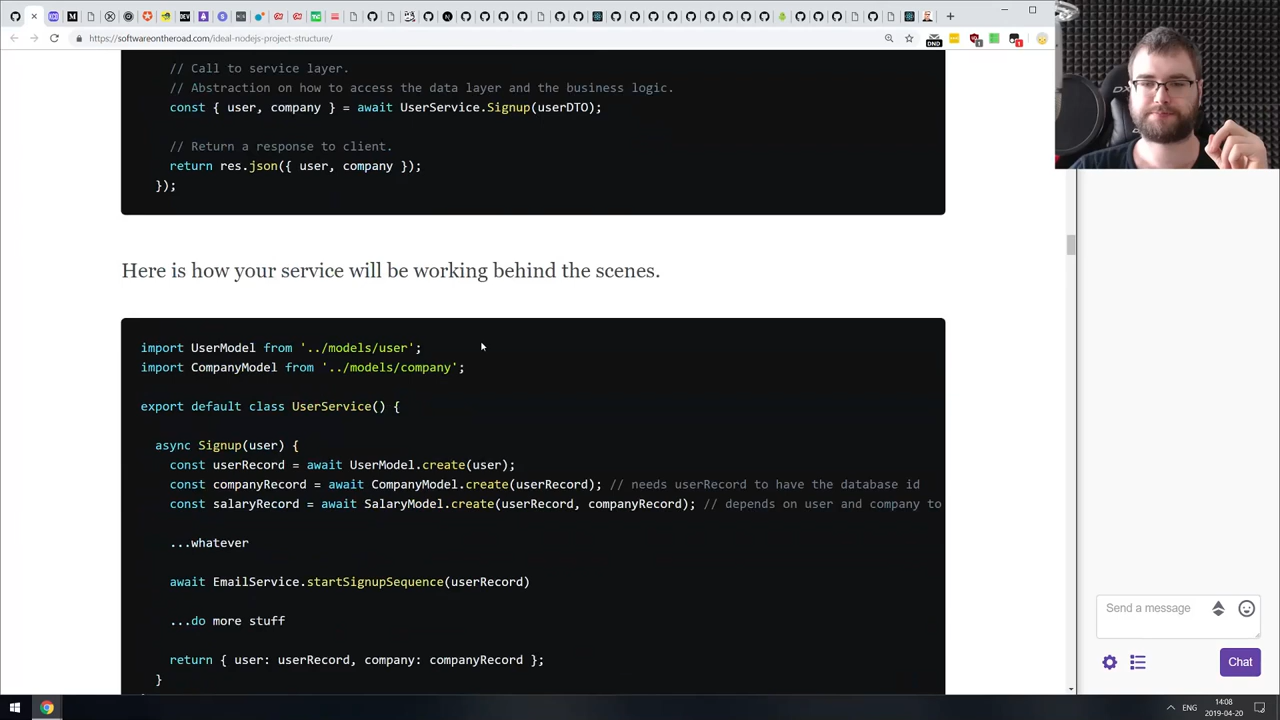 https://softwareontheroad.com/ideal-nodejs-project-structure/
DND
1
1
// Call to service layer.
// Abstraction on how to access the data layer and the business logic.
const { user, company } = await UserService.Signup(userDTO);
// Return a response to client.
return res.json({ user, company });
});
Here is how your service will be working behind the scenes.
import UserModel from '../models/user';
import CompanyModel from '../models/company';
export default class UserService() {
async Signup(user) {
const userRecord = await UserModel.create(user);
const companyRecord = await CompanyModel.create(userRecord); // needs userRecord to have the database id
const salaryRecord = await SalaryModel.create(userRecord, companyRecord); // depends on user and company to
...whatever
await EmailService.startSignupSequence(userRecord)
...do more stuff
return { user: userRecord, company: companyRecord };
}
Send a message
Chat
ENG
14:08
2019-04-20